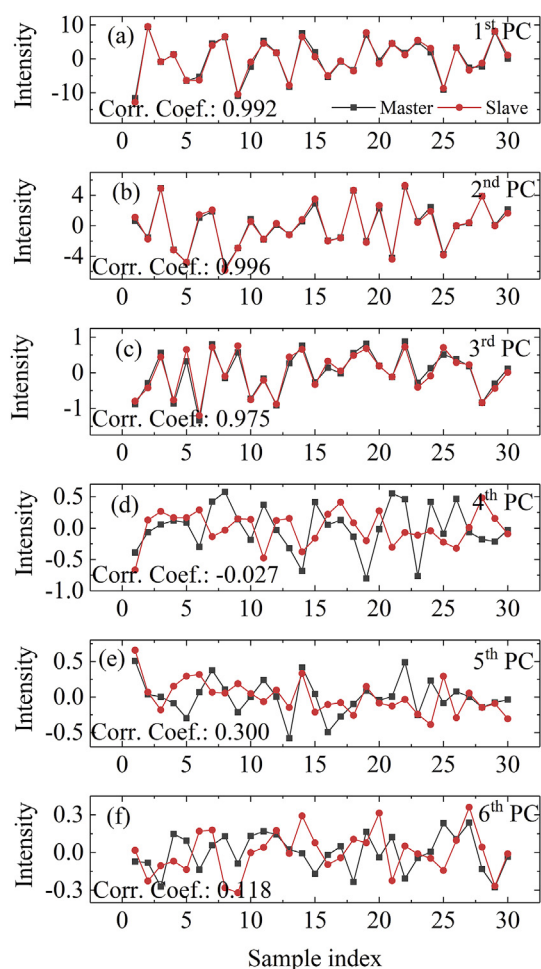 (a)
1st PC
Intensity
10
0
-10
Corr. Coef.: 0.992
Master
Slave
0 5 10 15 20 25 30
(b)
2nd PC
Intensity
4
0
-4
Corr. Coef.: 0.996
0 5 10 15 20 25 30
(c)
3rd PC
Intensity
1
0
-1
Corr. Coef.: 0.975
0 5 10 15 20 25 30
(d)
4th PC
Intensity
0.5
0.0
-0.5
-1.0
Corr. Coef.: -0.027
0 5 10 15 20 25 30
(e)
5th PC
Intensity
0.5
0.0
-0.5
Corr. Coef.: 0.300
0 5 10 15 20 25 30
(f)
6th PC
Intensity
0.3
0.0
-0.3
Corr. Coef.: 0.118
0 5 10 15 20 25 30
Sample index